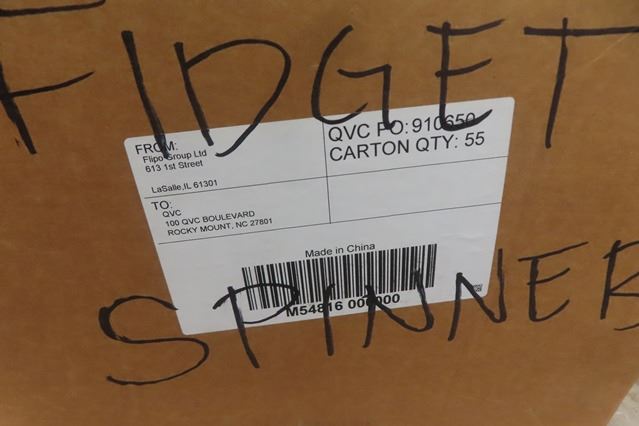 FIDGET
FROM:
Flipo Group Ltd
613 1st Street
LaSalle, IL 61301
QVC PO: 910650
CARTON QTY: 55
TO:
QVC
100 QVC BOULEVARD
ROCKY MOUNT, NC 27801
Made in China
M54816 000000
SPINNER